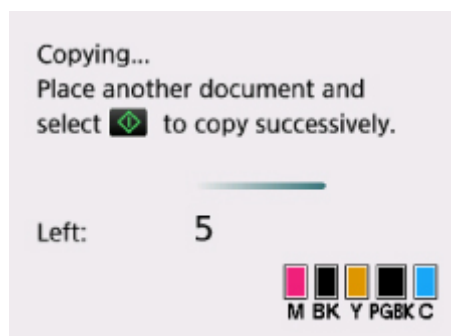 Copying...
Place another document and
select to copy successively.
Left: 5
M BK Y PGBK C